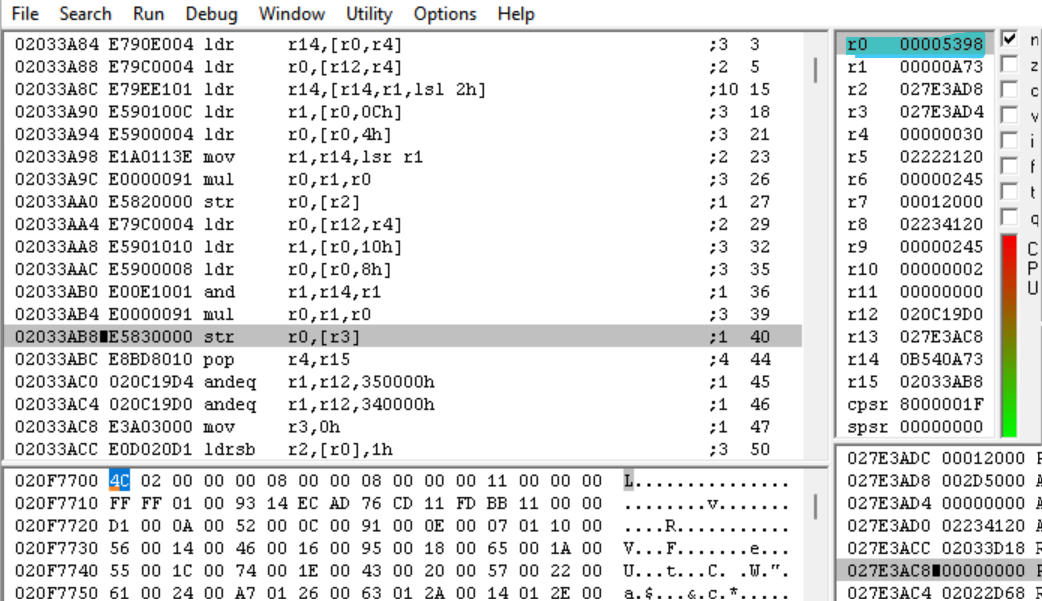 File Search Run Debug Window Utility Options Help
02033A84 E790E004 ldr r14,[r0,r4] ;3 3
02033A88 E79C0004 ldr r0,[r12,r4] ;2 5
02033A8C E79EE101 ldr r14,[r14,r1,lsl 2h] ;10 15
02033A90 E590100C ldr r1,[r0,0Ch] ;3 18
02033A94 E5900004 ldr r0,[r0,4h] ;3 21
02033A98 E1A0113E mov r1,r14,lsr r1 ;2 23
02033A9C E0000091 mul r0,r1,r0 ;3 26
02033AA0 E5820000 str r0,[r2] ;1 27
02033AA4 E79C0004 ldr r0,[r12,r4] ;2 29
02033AA8 E5901010 ldr r1,[r0,10h] ;3 32
02033AAC E5900008 ldr r0,[r0,8h] ;3 35
02033AB0 E00E1001 and r1,r14,r1 ;1 36
02033AB4 E0000091 mul r0,r1,r0 ;3 39
02033AB8 E5830000 str r0,[r3] ;1 40
02033ABC E8BD8010 pop r4,r15 ;4 44
02033AC0 020C19D4 andeq r1,r12,350000h ;1 45
02033AC4 020C19D0 andeq r1,r12,340000h ;1 46
02033AC8 E3A03000 mov r3,0h ;1 47
02033ACC E0D020D1 ldrsb r2,[r0],1h ;3 50
r0 00005398 n
r1 00000A73 z
r2 027E3AD8 c
r3 027E3AD4 v
r4 00000030 i
r5 02222120 f
r6 00000245 t
r7 00012000 q
r8 02234120
r9 00000245 C
r10 00000002 P
r11 00000000 U
r12 020C19D0
r13 027E3AC8
r14 0B540A73
r15 02033AB8
cpsr 8000001F
spsr 00000000
020F7700 4C 02 00 00 00 08 00 00 08 00 00 00 11 00 00 00 L...............
020F7710 FF FF 01 00 93 14 EC AD 76 CD 11 FD BB 11 00 00 ........v.......
020F7720 D1 00 0A 00 52 00 0C 00 91 00 0E 00 07 01 10 00 ....R...........
020F7730 56 00 14 00 46 00 16 00 95 00 18 00 65 00 1A 00 V...F.......e...
020F7740 55 00 1C 00 74 00 1E 00 43 00 20 00 57 00 22 00 U...t...C. .W.".
020F7750 61 00 24 00 A7 01 26 00 63 01 2A 00 14 01 2E 00 a.$...&.c.*.....
027E3ADC 00012000
027E3AD8 002D5000
027E3AD4 00000000
027E3AD0 02234120
027E3ACC 02033D18
027E3AC8 00000000
027E3AC4 02022D68